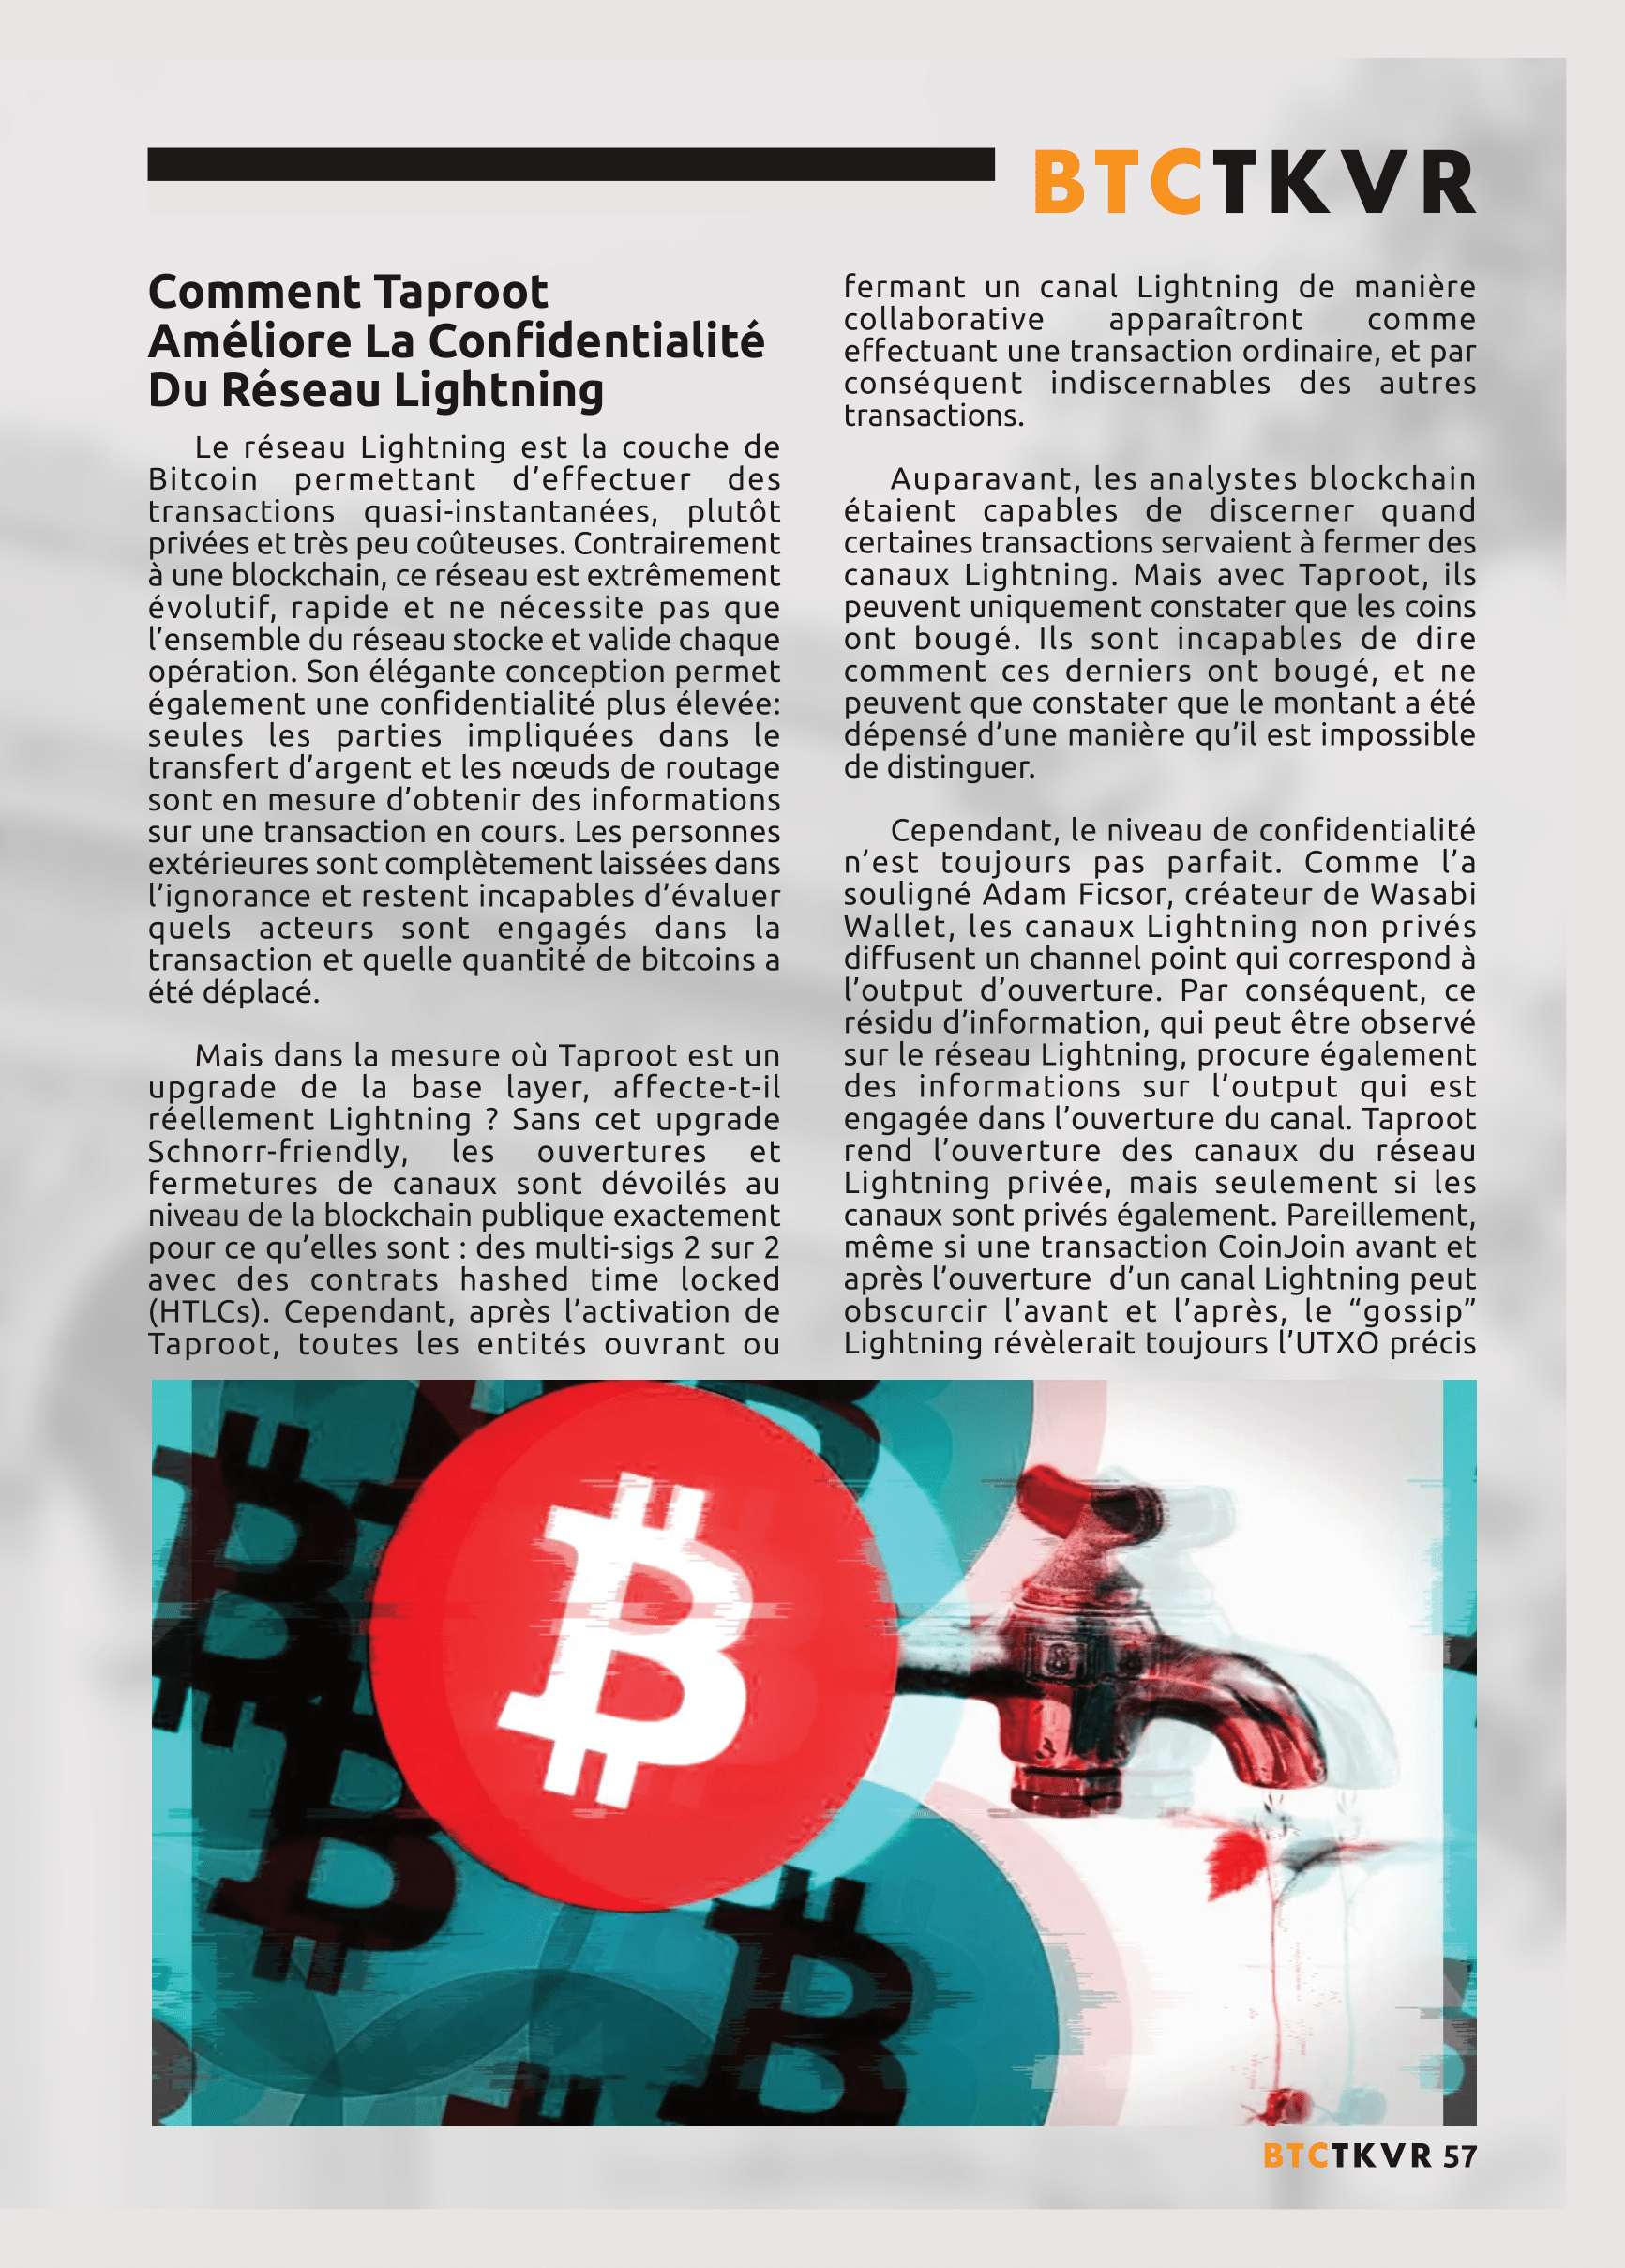 BTCTKVR
Comment Taproot
Améliore La Confidentialité
Du Réseau Lightning
Le réseau Lightning est la couche de
Bitcoin permettant d’effectuer des
transactions quasi-instantanées, plutôt
privées et très peu coûteuses. Contrairement
à une blockchain, ce réseau est extrêmement
évolutif, rapide et ne nécessite pas que
l’ensemble du réseau stocke et valide chaque
opération. Son élégante conception permet
également une confidentialité plus élevée:
seules les parties impliquées dans le
transfert d’argent et les nœuds de routage
sont en mesure d’obtenir des informations
sur une transaction en cours. Les personnes
extérieures sont complètement laissées dans
l’ignorance et restent incapables d’évaluer
quels acteurs sont engagés dans la
transaction et quelle quantité de bitcoins a
été déplacé.
Mais dans la mesure où Taproot est un
upgrade de la base layer, affecte-t-il
réellement Lightning ? Sans cet upgrade
Schnorr-friendly, les ouvertures et
fermetures de canaux sont dévoilés au
niveau de la blockchain publique exactement
pour ce qu’elles sont : des multi-sigs 2 sur 2
avec des contrats hashed time locked
(HTLCs). Cependant, après l’activation de
Taproot, toutes les entités ouvrant ou
fermant un canal Lightning de manière
collaborative apparaîtront comme
effectuant une transaction ordinaire, et par
conséquent indiscernables des autres
transactions.
Auparavant, les analystes blockchain
étaient capables de discerner quand
certaines transactions servaient à fermer des
canaux Lightning. Mais avec Taproot, ils
peuvent uniquement constater que les coins
ont bougé. Ils sont incapables de dire
comment ces derniers ont bougé, et ne
peuvent que constater que le montant a été
dépensé d’une manière qu’il est impossible
de distinguer.
Cependant, le niveau de confidentialité
n’est toujours pas parfait. Comme l’a
souligné Adam Ficsor, créateur de Wasabi
Wallet, les canaux Lightning non privés
diffusent un channel point qui correspond à
l’output d’ouverture. Par conséquent, ce
résidu d’information, qui peut être observé
sur le réseau Lightning, procure également
des informations sur l’output qui est
engagée dans l’ouverture du canal. Taproot
rend l’ouverture des canaux du réseau
Lightning privée, mais seulement si les
canaux sont privés également. Pareillement,
même si une transaction CoinJoin avant et
après l’ouverture d’un canal Lightning peut
obscurcir l’avant et l’après, le “gossip”
Lightning révèlerait toujours l’UTXO précis
BTCTKVR 57